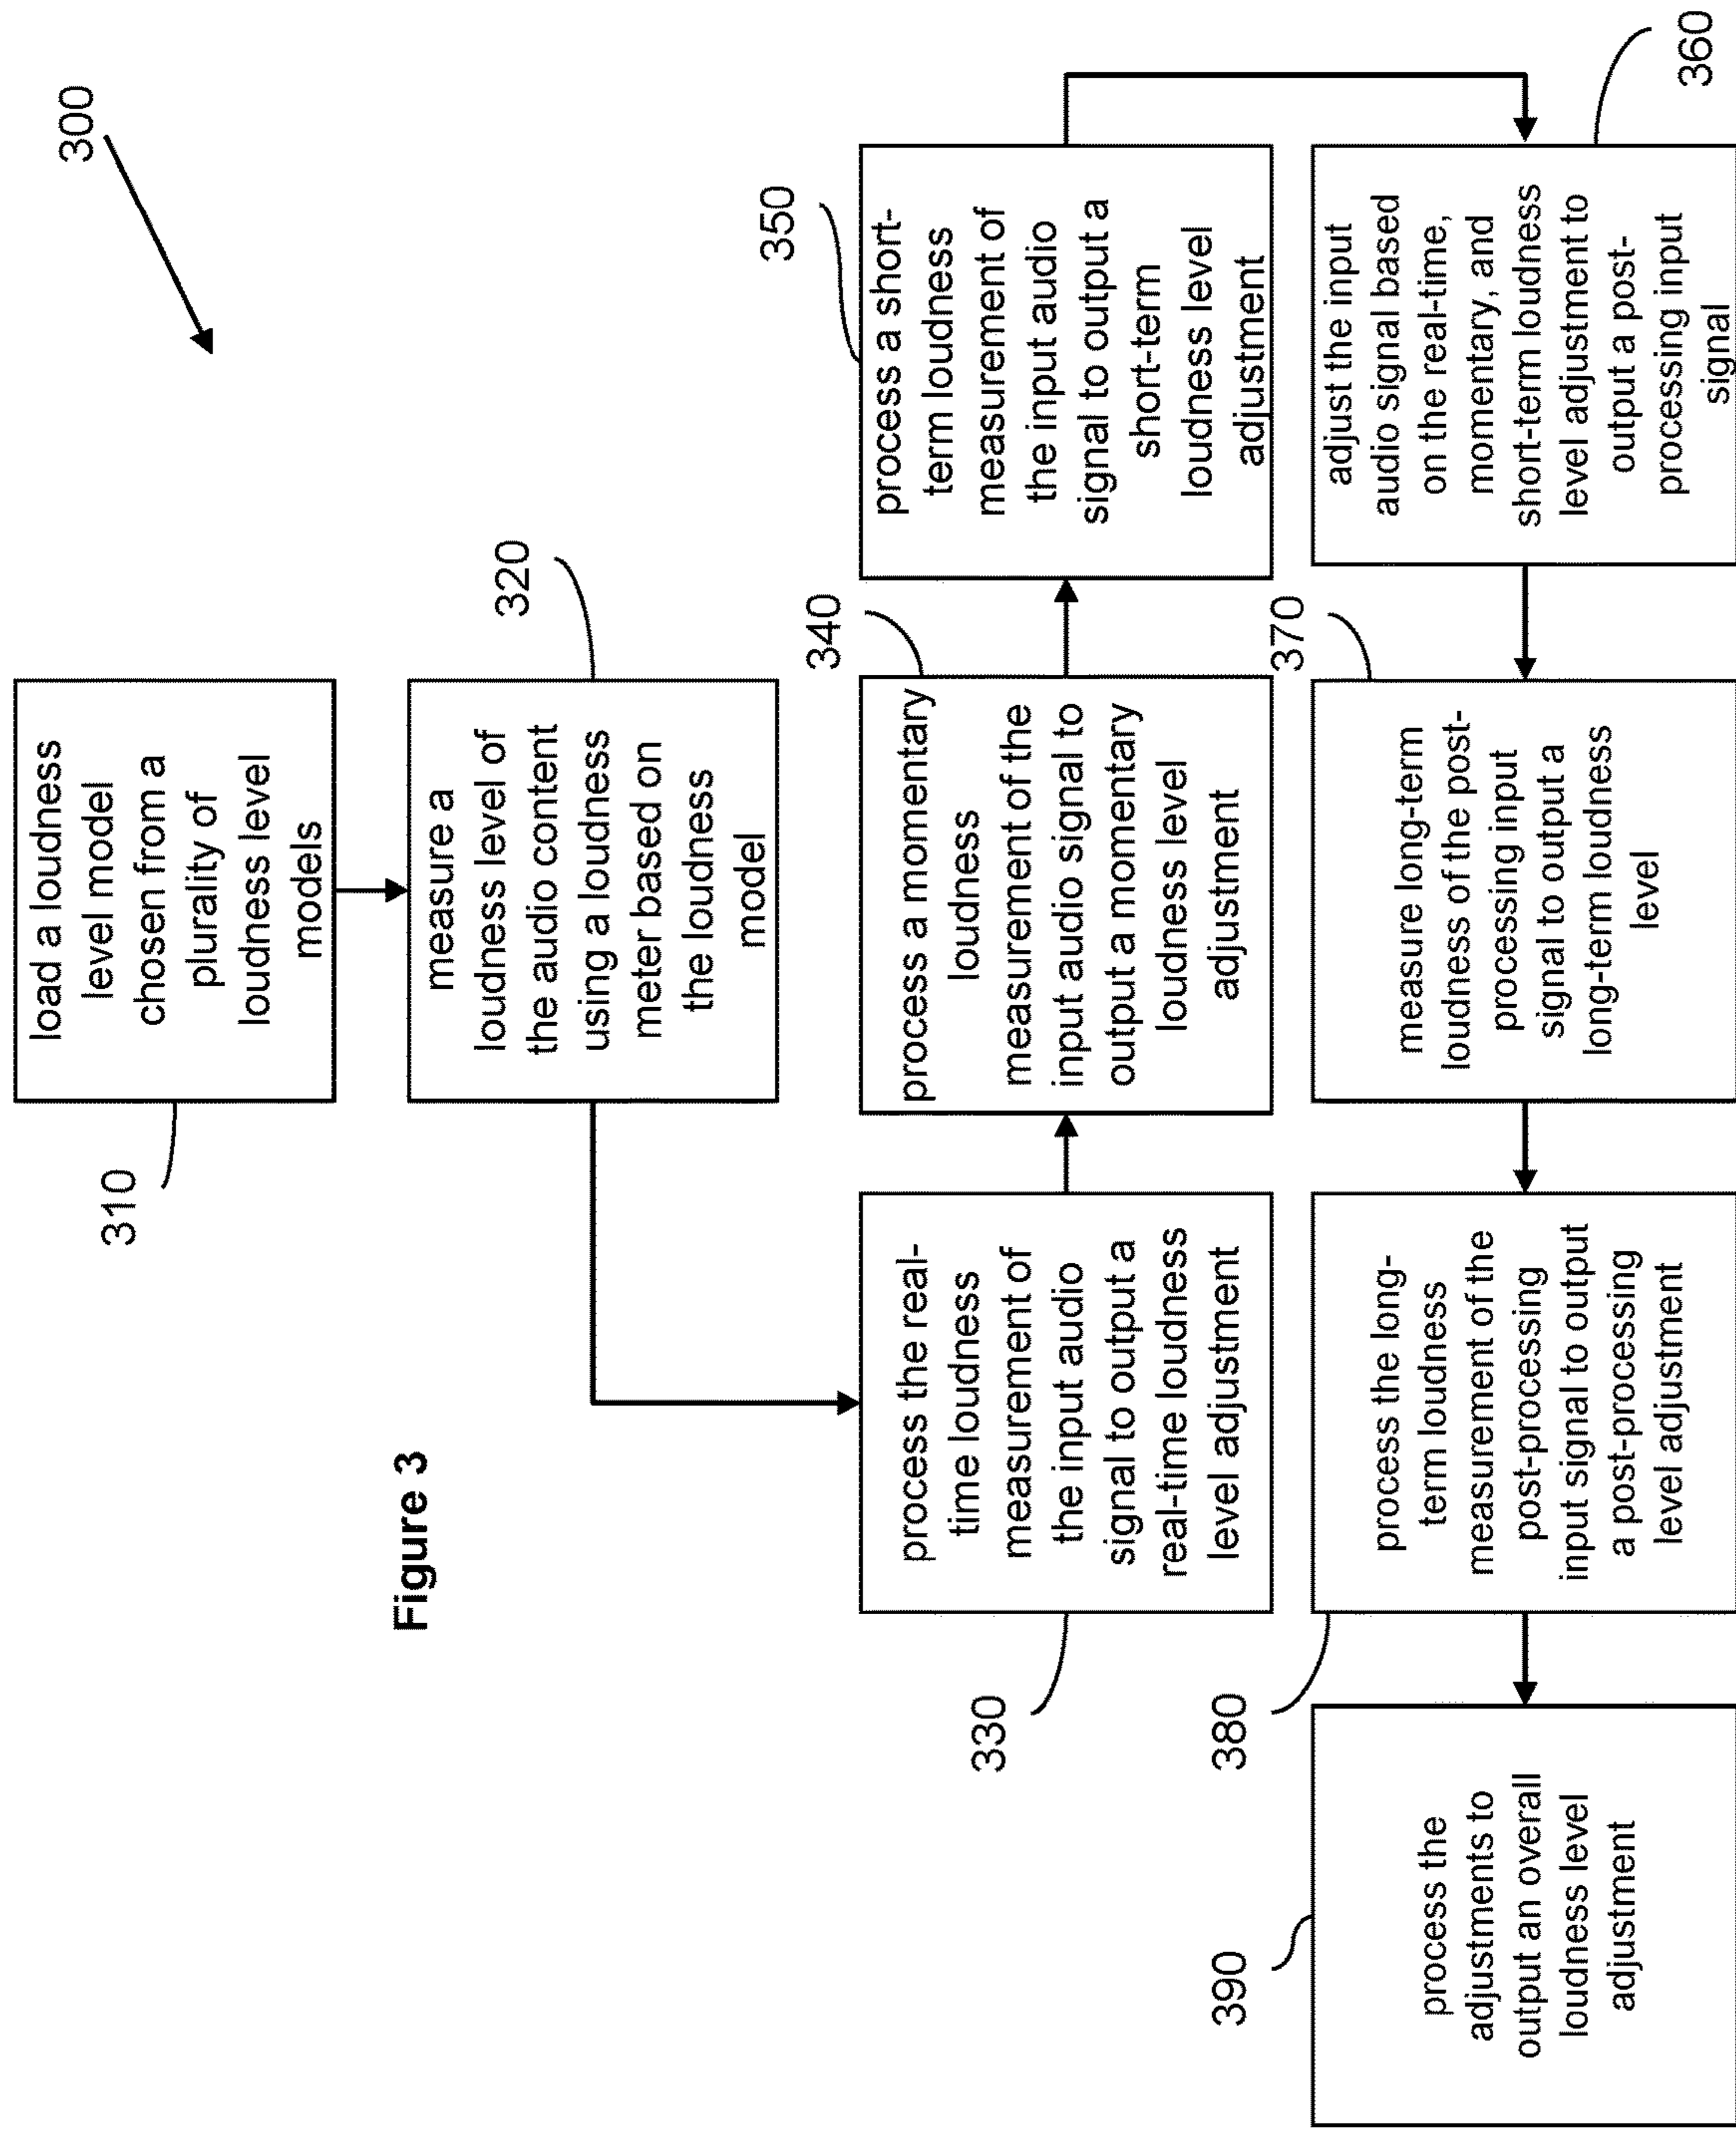 300
310
load a loudness
level model
chosen from a
plurality of
loudness level
models
320
measure a
loudness level of
the audio content
using a loudness
meter based on
the loudness
model
Figure 3
330
process the real-
time loudness
measurement of
the input audio
signal to output a
real-time loudness
level adjustment
340
process a momentary
loudness
measurement of the
input audio signal to
output a momentary
loudness level
adjustment
350
process a short-
term loudness
measurement of
the input audio
signal to output a
short-term
loudness level
adjustment
360
adjust the input
audio signal based
on the real-time,
momentary, and
short-term loudness
level adjustment to
output a post-
processing input
signal
370
measure long-term
loudness of the post-
processing input
signal to output a
long-term loudness
level
380
process the long-
term loudness
measurement of the
post-processing
input signal to output
a post-processing
level adjustment
390
process the
adjustments to
output an overall
loudness level
adjustment